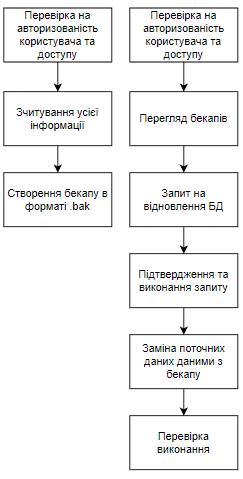 Перевірка на
авторизованість
користувача та
доступу
Зчитування усієї
інформації
Створення бекапу в
форматі .bak
Перевірка на
авторизованість
користувача та
доступу
Перегляд бекапів
Запит на
відновлення БД
Підтвердження та
виконання запиту
Заміна поточних
даних даними з
бекапу
Перевірка
виконання